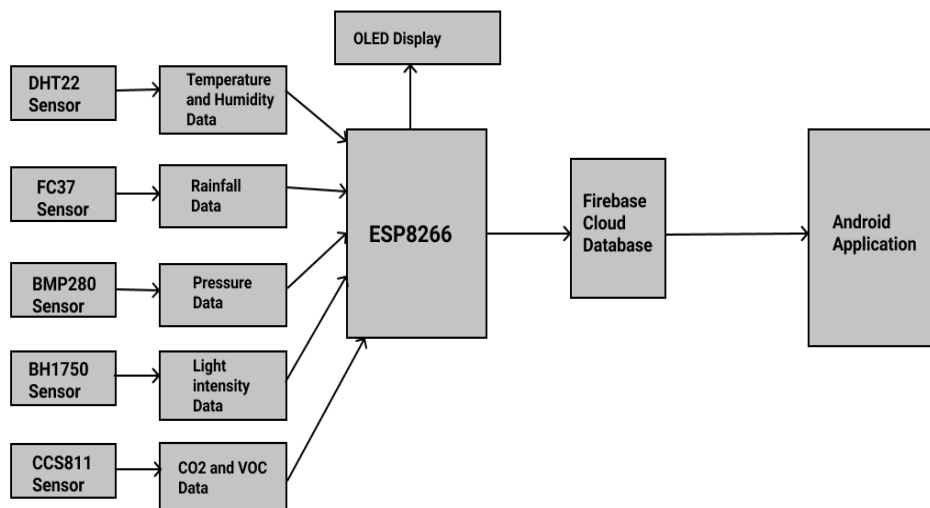 OLED Display
DHT22
Sensor
Temperature
and Humidity
Data
FC37
Sensor
Rainfall
Data
ESP8266
Firebase
Cloud
Database
Android
Application
BMP280
Sensor
Pressure
Data
BH1750
Sensor
Light
intensity
Data
CCS811
Sensor
CO2 and VOC
Data